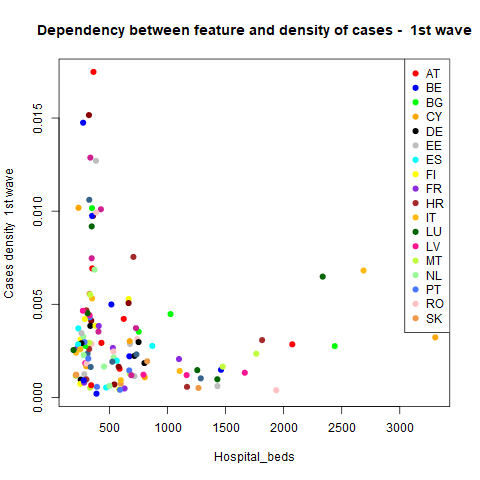 Dependency between feature and density of cases - 1st wave
Cases density 1st wave
0.015
0.010
0.005
0.000
500
1000
1500
2000
2500
3000
Hospital_beds
AT
BE
BG
CY
DE
EE
ES
FI
FR
HR
IT
LU
LV
MT
NL
PT
RO
SK